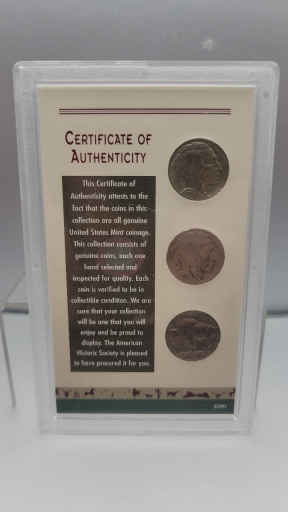 CERTIFICATE OF
AUTHENTICITY
This Certificate of
Authenticity attests to the
fact that the coins in this
collection are all genuine
United States Mint coinage.
This collection consists of
genuine coins, each one
hand selected and
inspected for quality. Each
coin is verified to be in
collectible condition. We are
sure that your collection
will be one that you will
enjoy and be proud to
display. The American
Historic Society is pleased
to have procured it for you.